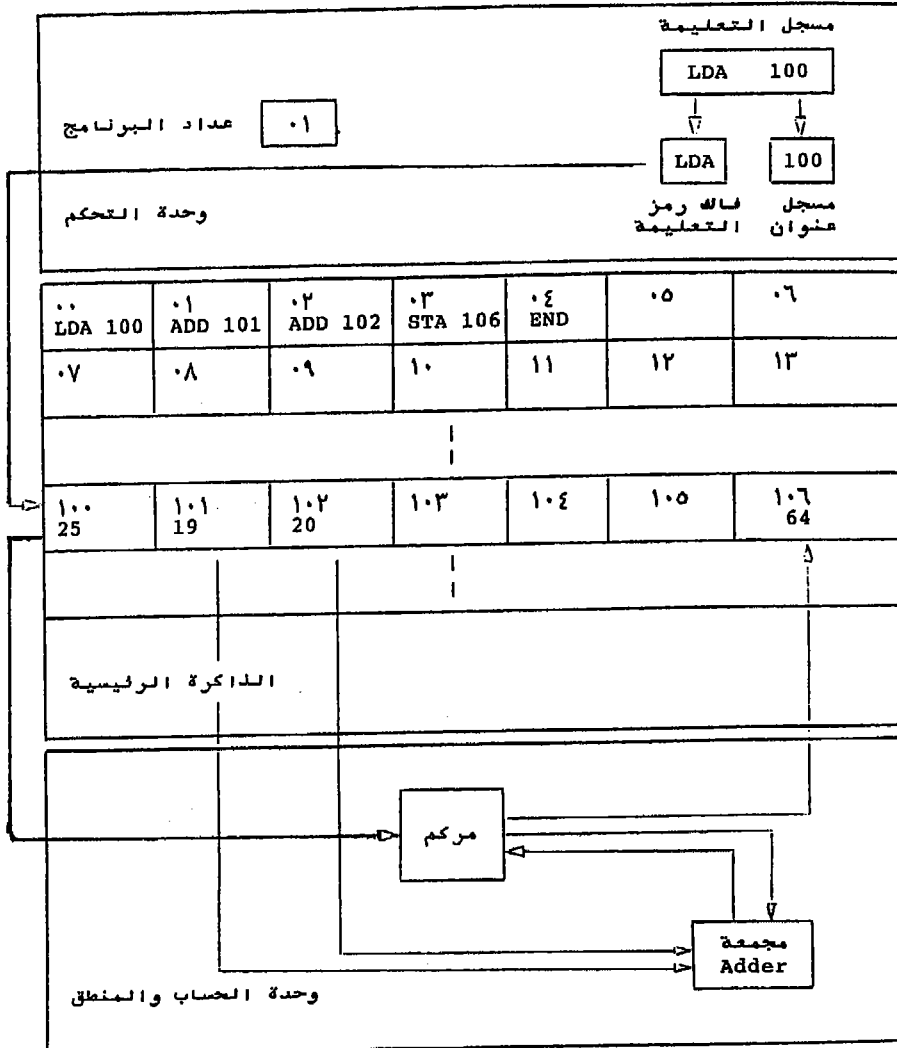 مسجل التعليمة
LDA 100
عداد البرنامج ٠١
LDA 100
فاك رمز التعليمة
مسجل عنوان
وحدة التحكم
٠٠ ٠١ ٠٢ ٠٣ ٠٤ ٠٥ ٠٦
LDA 100 ADD 101 ADD 102 STA 106 END
٠٧ ٠٨ ٠٩ ١٠ ١١ ١٢ ١٣
١٠٠ ١٠١ ١٠٢ ١٠٣ ١٠٤ ١٠٥ ١٠٦
25 19 20 64
الذاكرة الرئيسية
مركم
مجمعة
Adder
وحدة الحساب والمنطق